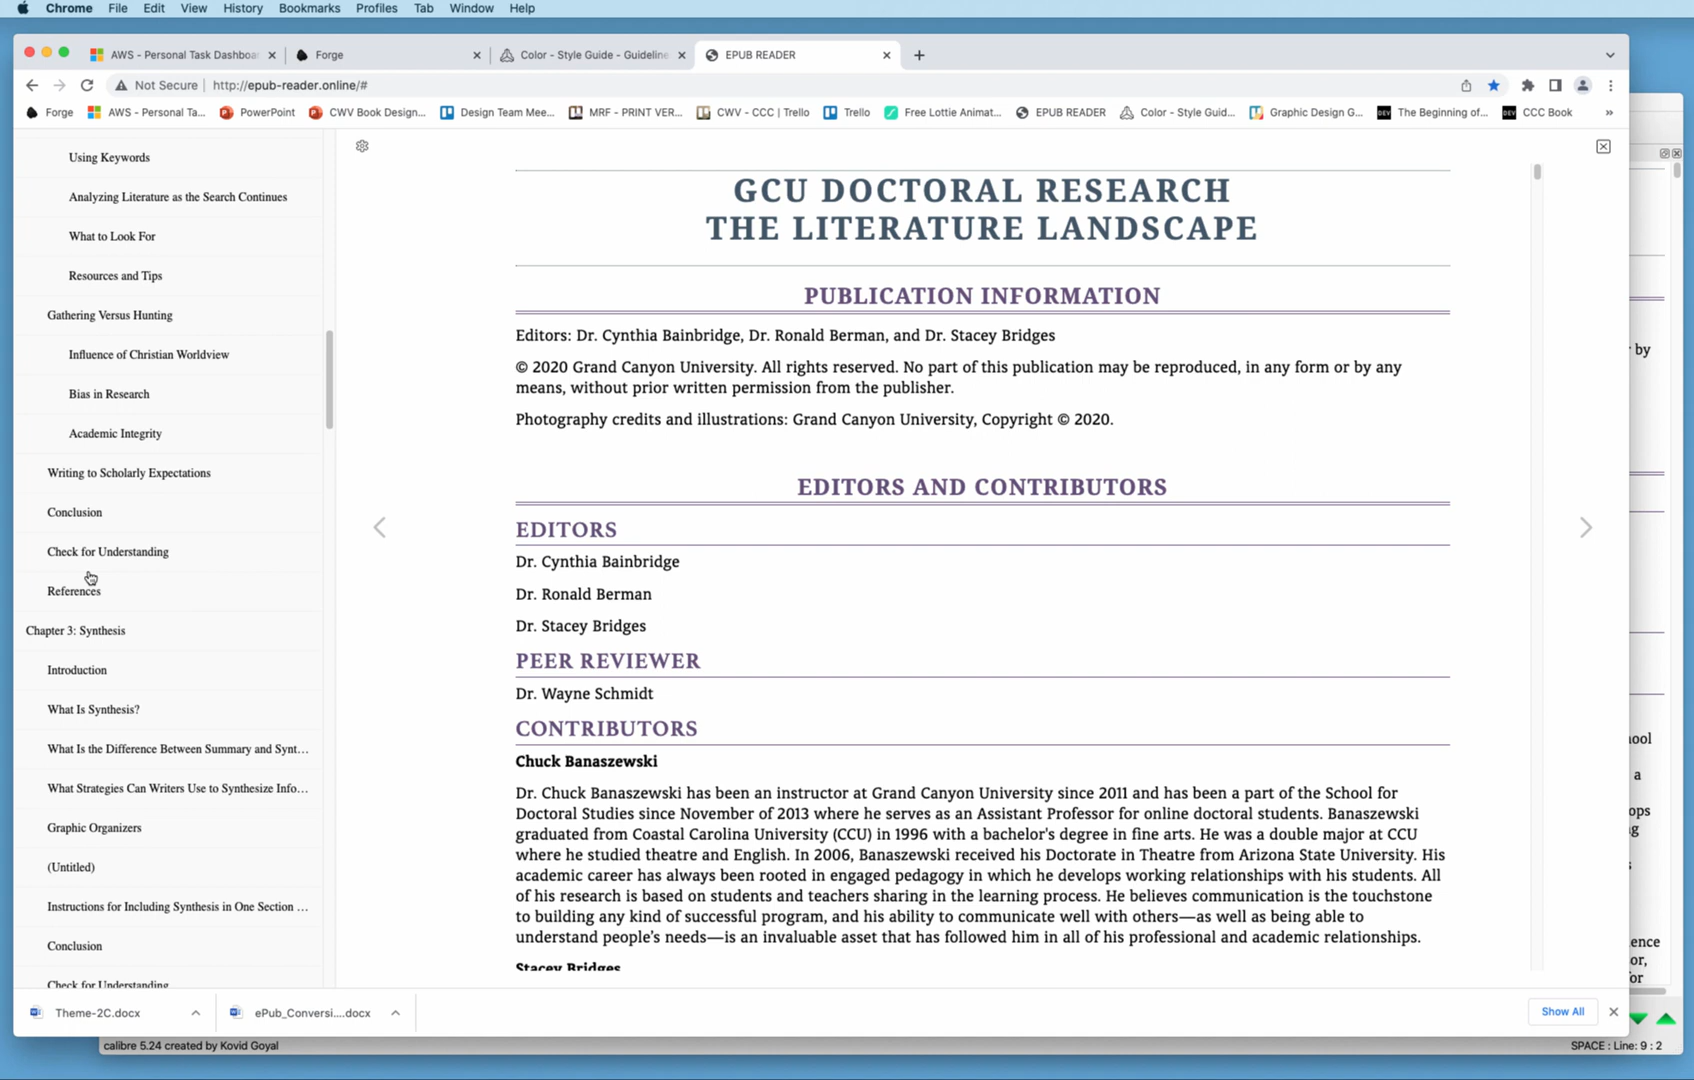 Chrome File Edit View History Bookmarks Profiles Tab Window Help
AWS - Personal Task Dashboa
Forge
Color - Style Guide - Guideline
EPUB READER
Not Secure | http://epub-reader.online/#
Forge
AWS - Personal Ta...
PowerPoint
CWV Book Design...
Design Team Mee...
MRF - PRINT VER...
CWV - CCC | Trello
Trello
Free Lottie Animat...
EPUB READER
Color - Style Guid...
Graphic Design G...
The Beginning of...
CCC Book
»
Using Keywords
Analyzing Literature as the Search Continues
What to Look For
Resources and Tips
Gathering Versus Hunting
Influence of Christian Worldview
Bias in Research
Academic Integrity
Writing to Scholarly Expectations
Conclusion
Check for Understanding
References
Chapter 3: Synthesis
Introduction
What Is Synthesis?
What Is the Difference Between Summary and Synt...
What Strategies Can Writers Use to Synthesize Info...
Graphic Organizers
(Untitled)
Instructions for Including Synthesis in One Section ...
Conclusion
Check for Understanding
GCU DOCTORAL RESEARCH
THE LITERATURE LANDSCAPE
PUBLICATION INFORMATION
Editors: Dr. Cynthia Bainbridge, Dr. Ronald Berman, and Dr. Stacey Bridges
© 2020 Grand Canyon University. All rights reserved. No part of this publication may be reproduced, in any form or by any
means, without prior written permission from the publisher.
Photography credits and illustrations: Grand Canyon University, Copyright © 2020.
EDITORS AND CONTRIBUTORS
EDITORS
Dr. Cynthia Bainbridge
Dr. Ronald Berman
Dr. Stacey Bridges
PEER REVIEWER
Dr. Wayne Schmidt
CONTRIBUTORS
Chuck Banaszewski
Dr. Chuck Banaszewski has been an instructor at Grand Canyon University since 2011 and has been a part of the School for
Doctoral Studies since November of 2013 where he serves as an Assistant Professor for online doctoral students. Banaszewski
graduated from Coastal Carolina University (CCU) in 1996 with a bachelor's degree in fine arts. He was a double major at CCU
where he studied theatre and English. In 2006, Banaszewski received his Doctorate in Theatre from Arizona State University. His
academic career has always been rooted in engaged pedagogy in which he develops working relationships with his students. All
of his research is based on students and teachers sharing in the learning process. He believes communication is the touchstone
to building any kind of successful program, and his ability to communicate well with others—as well as being able to
understand people's needs—is an invaluable asset that has followed him in all of his professional and academic relationships.
Stacey Bridges
by
a
or,
Theme-2C.docx
ePub_Conversi....docx
Show All
calibre 5.24 created by Kovid Goyal
SPACE : Line: 9 : 2